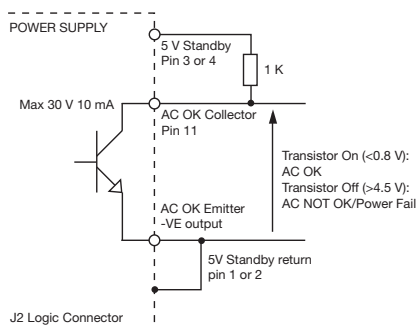 POWER SUPPLY
5 V Standby
Pin 3 or 4
1 K
Max 30 V 10 mA
AC OK Collector
Pin 11
Transistor On (<0.8 V):
AC OK
Transistor Off (>4.5 V):
AC NOT OK/Power Fail
AC OK Emitter
-VE output
5V Standby return
pin 1 or 2
J2 Logic Connector